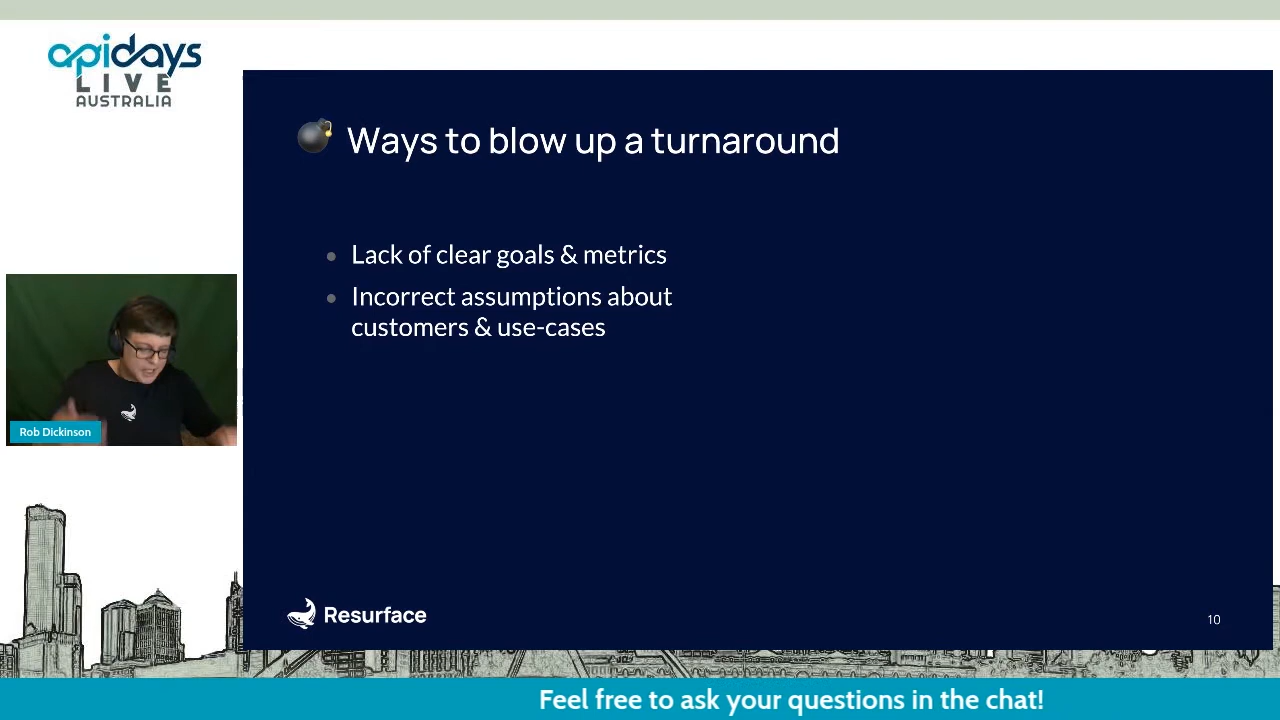 apidays
LIVE
AUSTRALIA
Ways to blow up a turnaround
Lack of clear goals & metrics
Incorrect assumptions about
customers & use-cases
Rob Dickinson
Resurface
10
Feel free to ask your questions in the chat!